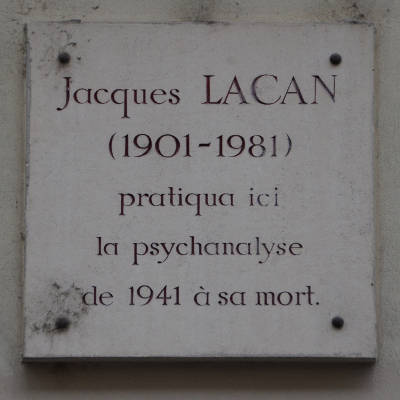 Jacques LACAN
(1901-1981)
pratiqua ici
la psychanalyse
de 1941 à sa mort.